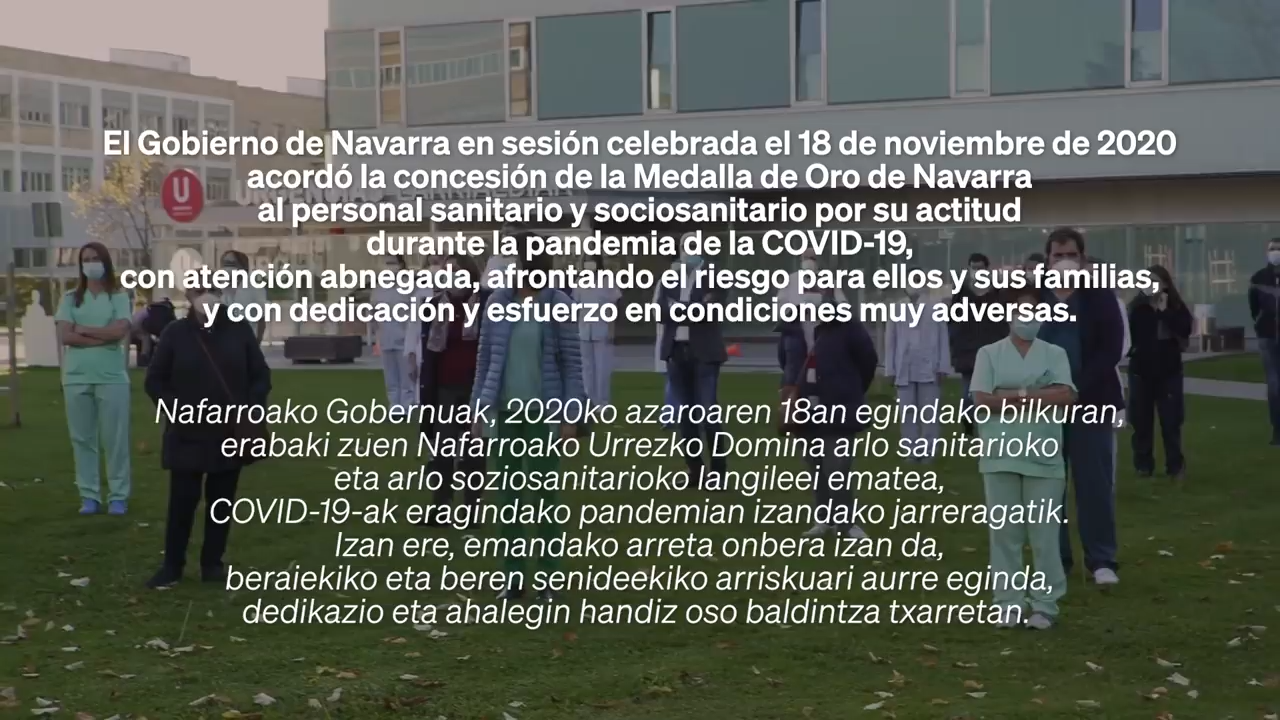 El Gobierno de Navarra en sesión celebrada el 18 de noviembre de 2020
acordó la concesión de la Medalla de Oro de Navarra
al personal sanitario y sociosanitario por su actitud
durante la pandemia de la COVID-19,
con atención abnegada, afrontando el riesgo para ellos y sus familias,
y con dedicación y esfuerzo en condiciones muy adversas.
U
Nafarroako Gobernuak, 2020ko azaroaren 18an egindako bilkuran,
erabaki zuen Nafarroako Urrezko Domina arlo sanitarioko
eta arlo soziosanitarioko langileei ematea,
COVID-19-ak eragindako pandemian izandako jarreragatik.
Izan ere, emandako arreta onbera izan da,
beraiekiko eta beren senideekiko arriskuari aurre eginda,
dedikazio eta ahalegin handiz oso baldintza txarretan.